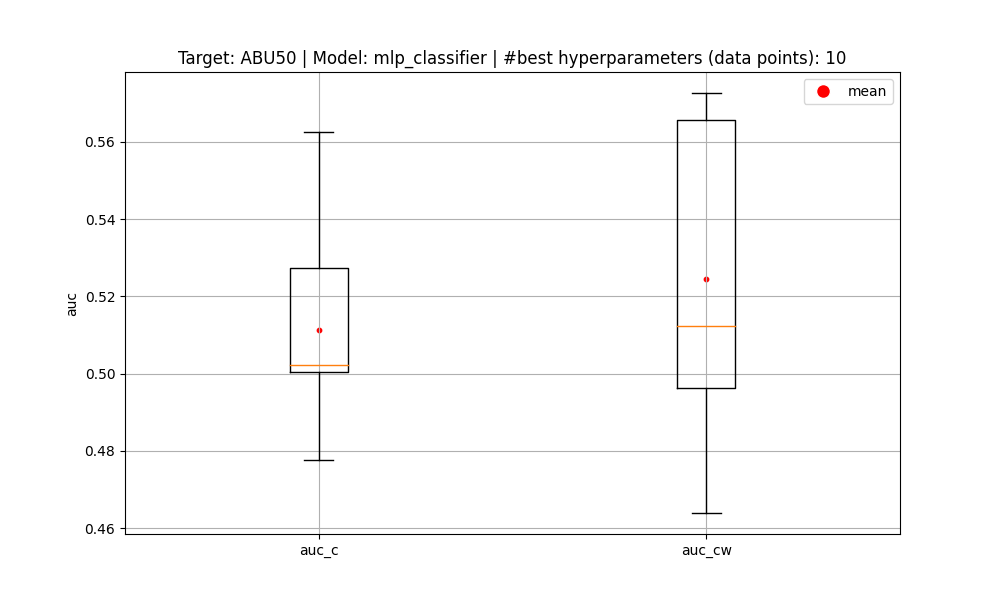 Target: ABU50 | Model: mlp_classifier | #best hyperparameters (data points): 10
mean
0.56
0.54
0.52
0.50
0.48
0.46
auc
auc_c
auc_cw